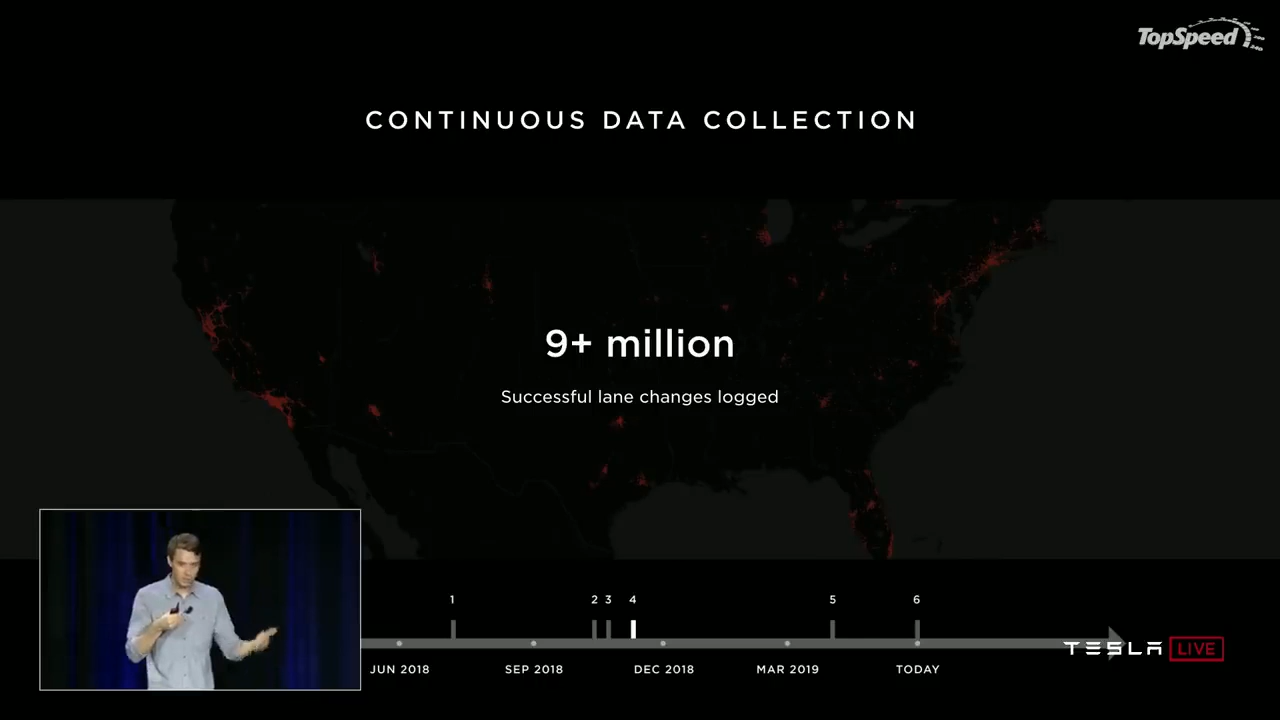 TopSpeed
CONTINUOUS DATA COLLECTION
9+ million
Successful lane changes logged
1 2 3 4 5 6
JUN 2018 SEP 2018 DEC 2018 MAR 2019 TODAY
TESLA LIVE